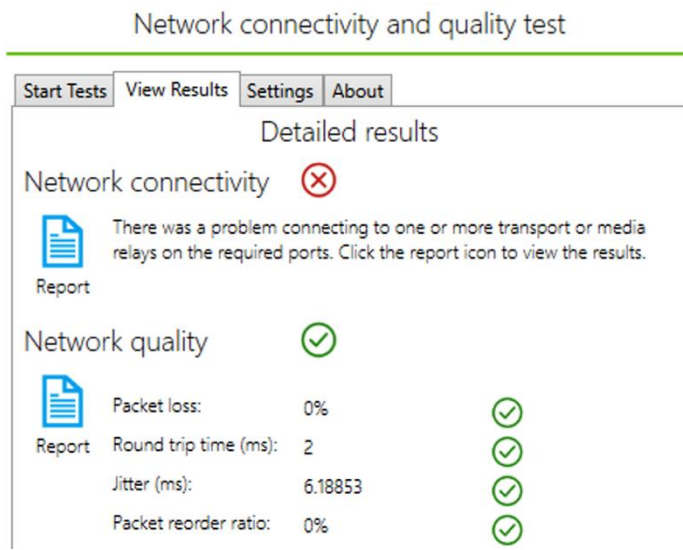 Network connectivity and quality test
Start Tests View Results Settings About
Detailed results
Network connectivity
There was a problem connecting to one or more transport or media
relays on the required ports. Click the report icon to view the results.
Report
Network quality
Packet loss: 0%
Report Round trip time (ms): 2
Jitter (ms): 6.18853
Packet reorder ratio: 0%